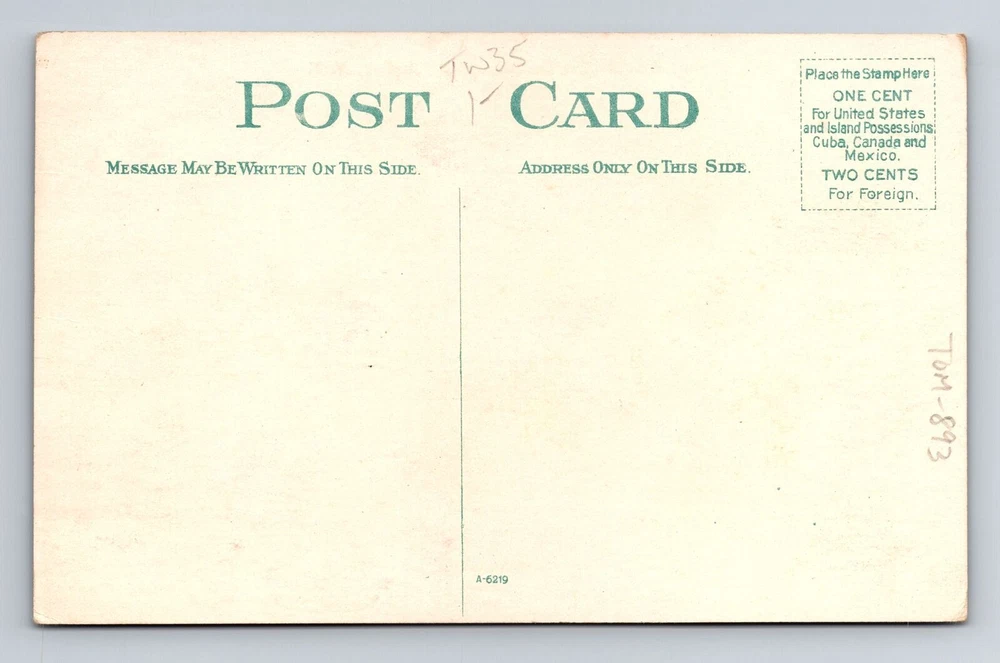 TW35
POST CARD
MESSAGE MAY BE WRITTEN ON THIS SIDE.
ADDRESS ONLY ON THIS SIDE.
Place the Stamp Here
ONE CENT
For United States
and Island Possessions,
Cuba, Canada and
Mexico.
TWO CENTS
For Foreign.
TOM-893
A-6219